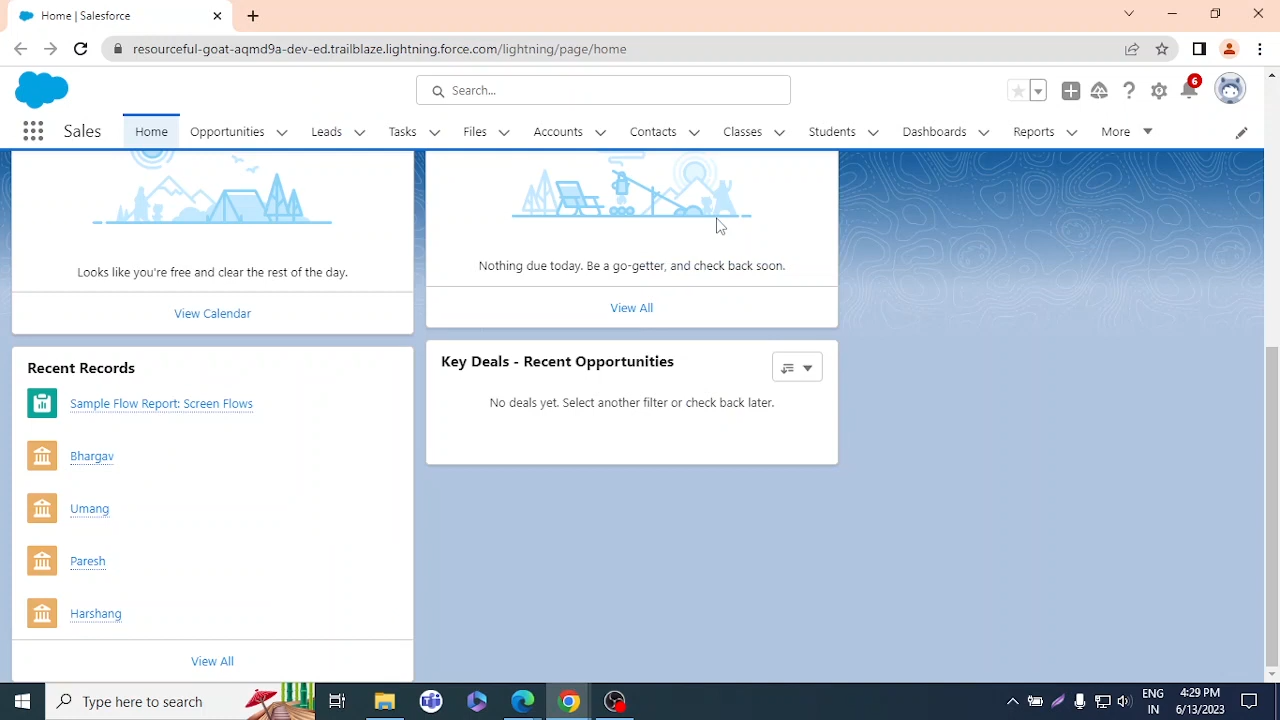 Home | Salesforce
resourceful-goat-aqmd9a-dev-ed.trailblaze.lightning.force.com/lightning/page/home
Search...
6
Sales
Home
Opportunities
Leads
Tasks
Files
Accounts
Contacts
Classes
Students
Dashboards
Reports
More
Looks like you're free and clear the rest of the day.
View Calendar
Nothing due today. Be a go-getter, and check back soon.
View All
Recent Records
Sample Flow Report: Screen Flows
Bhargav
Umang
Paresh
Harshang
View All
Key Deals - Recent Opportunities
No deals yet. Select another filter or check back later.
Type here to search
ENG
IN
4:29 PM
6/13/2023